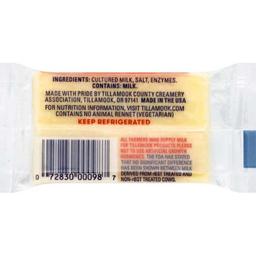 INGREDIENTS: CULTURED MILK, SALT, ENZYMES.
CONTAINS: MILK.
MADE WITH PRIDE BY TILLAMOOK COUNTY CREAMERY
ASSOCIATION, TILLAMOOK, OR 97141 MADE IN THE USA
FOR NUTRITION INFORMATION, VISIT TILLAMOOK.COM
CONTAINS NO ANIMAL RENNET (VEGETARIAN)
KEEP REFRIGERATED
ALL FARMERS WHO SUPPLY MILK
FOR TILLAMOOK PRODUCTS PLEDGE
NOT TO USE ARTIFICIAL GROWTH
HORMONES. THE FDA HAS STATED
THAT NO SIGNIFICANT DIFFERENCE
HAS BEEN SHOWN BETWEEN MILK
DERIVED FROM rBST TREATED AND
NON-rBST TREATED COWS.
0 72830 00098 7